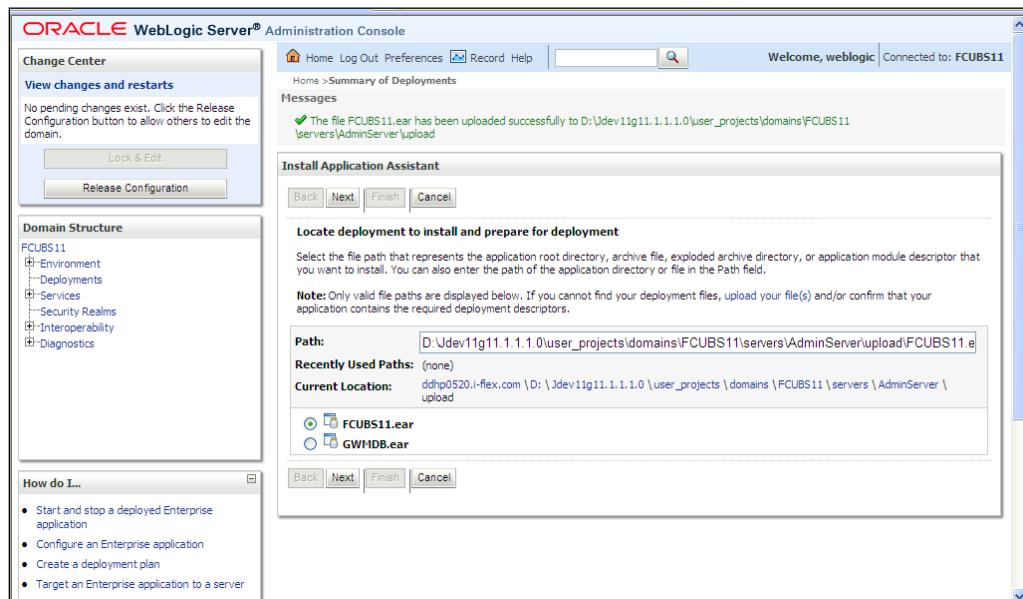 ORACLE WebLogic Server® Administration Console
Change Center
View changes and restarts
No pending changes exist. Click the Release
Configuration button to allow others to edit the
domain.
Lock & Edit
Release Configuration
Domain Structure
FCUBS11
Environment
Deployments
Services
Security Realms
Interoperability
Diagnostics
How do I...
Start and stop a deployed Enterprise
application
Configure an Enterprise application
Create a deployment plan
Target an Enterprise application to a server
Home Log Out Preferences Record Help
Welcome, weblogic Connected to: FCUBS11
Home >Summary of Deployments
Messages
The file FCUBS11.ear has been uploaded successfully to D:\Jdev11g11.1.1.1.0\user_projects\domains\FCUBS11
\servers\AdminServer\upload
Install Application Assistant
Back Next Finish Cancel
Locate deployment to install and prepare for deployment
Select the file path that represents the application root directory, archive file, exploded archive directory, or application module descriptor that
you want to install. You can also enter the path of the application directory or file in the Path field.
Note: Only valid file paths are displayed below. If you cannot find your deployment files, upload your file(s) and/or confirm that your
application contains the required deployment descriptors.
Path: D:\Jdev11g11.1.1.1.0\user_projects\domains\FCUBS11\servers\AdminServer\upload\FCUBS11.e
Recently Used Paths: (none)
Current Location: ddhp0520.i-flex.com \D: \Jdev11g11.1.1.1.0 \user_projects \domains \FCUBS11 \servers \AdminServer \
upload
FCUBS11.ear
GWMDB.ear
Back Next Finish Cancel